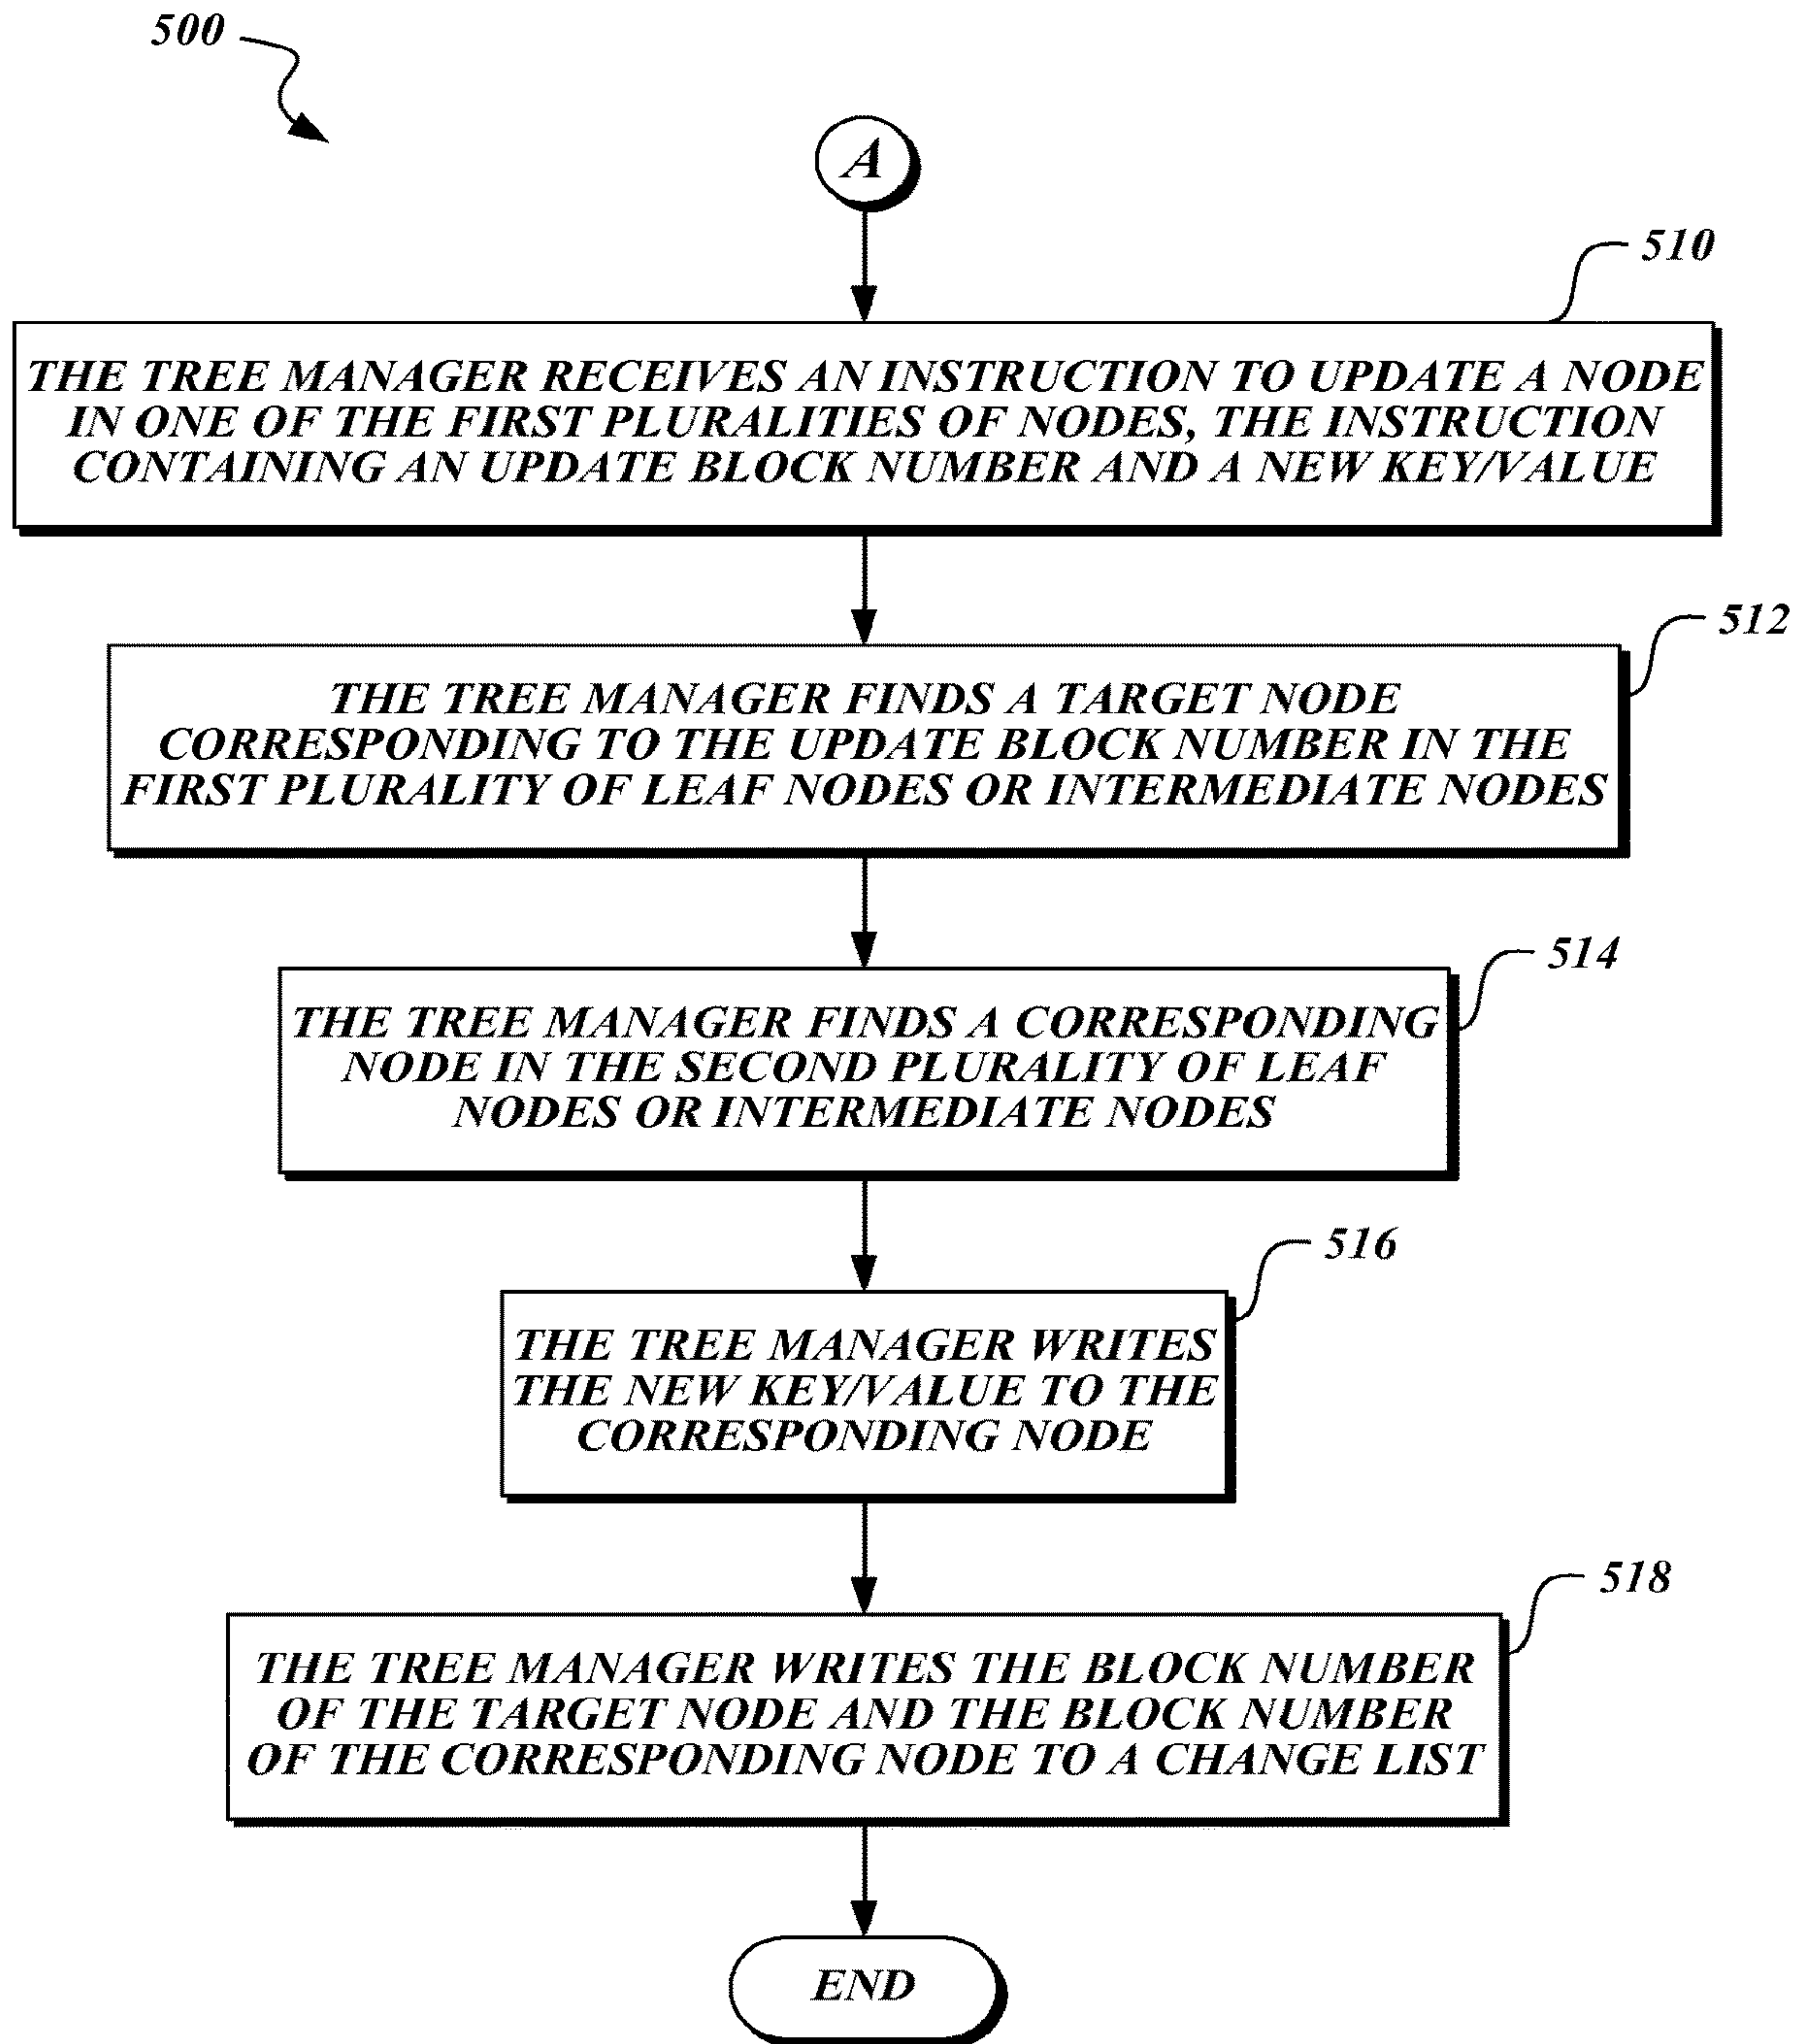 500
A
510
THE TREE MANAGER RECEIVES AN INSTRUCTION TO UPDATE A NODE
IN ONE OF THE FIRST PLURALITIES OF NODES, THE INSTRUCTION
CONTAINING AN UPDATE BLOCK NUMBER AND A NEW KEY/VALUE
512
THE TREE MANAGER FINDS A TARGET NODE
CORRESPONDING TO THE UPDATE BLOCK NUMBER IN THE
FIRST PLURALITY OF LEAF NODES OR INTERMEDIATE NODES
514
THE TREE MANAGER FINDS A CORRESPONDING
NODE IN THE SECOND PLURALITY OF LEAF
NODES OR INTERMEDIATE NODES
516
THE TREE MANAGER WRITES
THE NEW KEY/VALUE TO THE
CORRESPONDING NODE
518
THE TREE MANAGER WRITES THE BLOCK NUMBER
OF THE TARGET NODE AND THE BLOCK NUMBER
OF THE CORRESPONDING NODE TO A CHANGE LIST
END